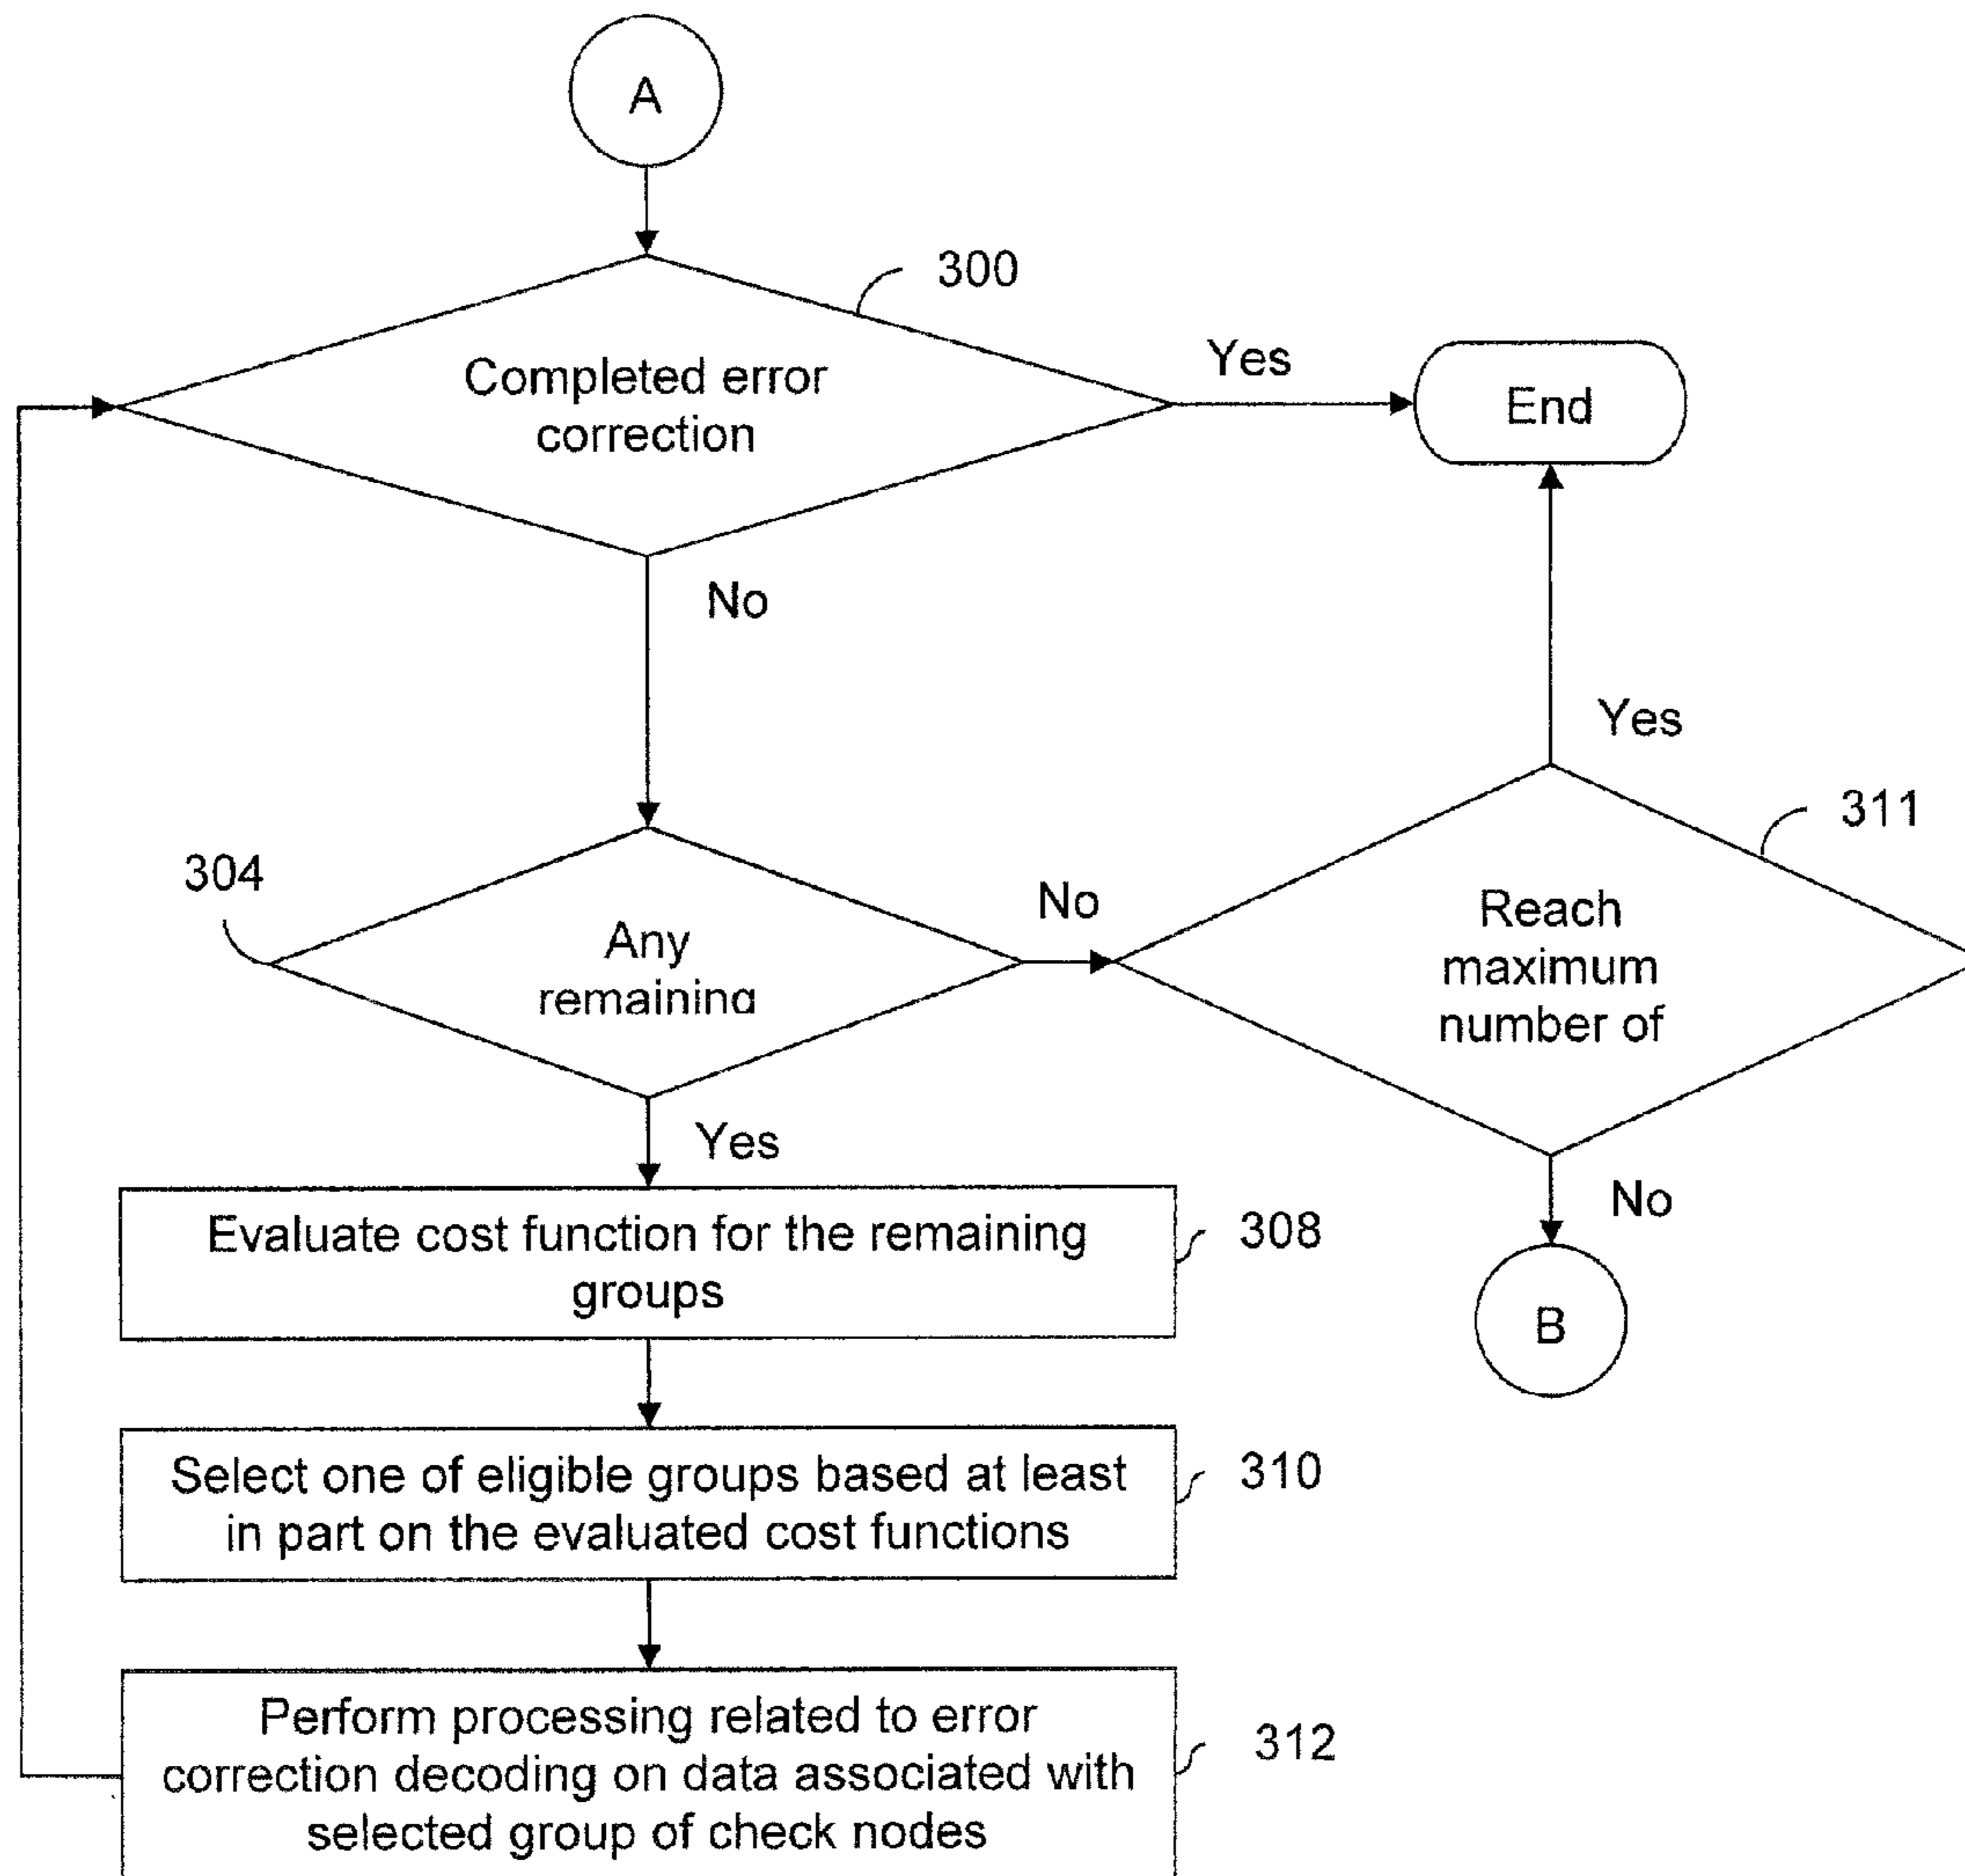 A
300
Completed error
correction
Yes
End
No
Yes
311
304
Any
remaining
No
Reach
maximum
number of
Yes
No
Evaluate cost function for the remaining
groups
308
B
Select one of eligible groups based at least
in part on the evaluated cost functions
310
Perform processing related to error
correction decoding on data associated with
selected group of check nodes
312